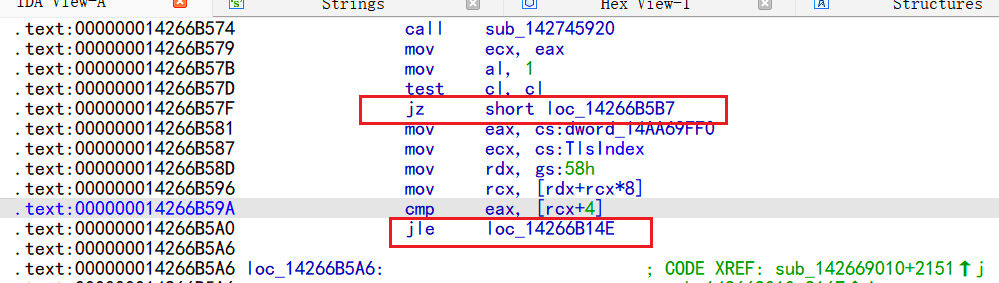 IDA View-A Strings Hex View-1 Structures
.text:000000014266B574 call sub_142745920
.text:000000014266B579 mov ecx, eax
.text:000000014266B57B mov al, 1
.text:000000014266B57D test cl, cl
.text:000000014266B57F jz short loc_14266B5B7
.text:000000014266B581 mov eax, cs:dword_14AA69FF0
.text:000000014266B587 mov ecx, cs:TlsIndex
.text:000000014266B58D mov rdx, gs:58h
.text:000000014266B596 mov rcx, [rdx+rcx*8]
.text:000000014266B59A cmp eax, [rcx+4]
.text:000000014266B5A0 jle loc_14266B14E
.text:000000014266B5A6
.text:000000014266B5A6 loc_14266B5A6: ; CODE XREF: sub_142669010+2151↑j